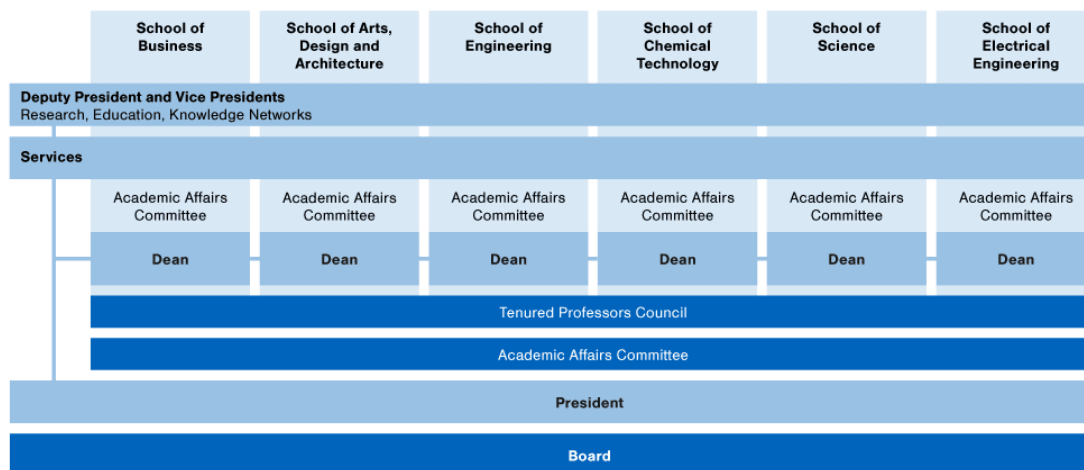 School of
Business
School of Arts,
Design and
Architecture
School of
Engineering
School of
Chemical
Technology
School of
Science
School of
Electrical
Engineering
Deputy President and Vice Presidents
Research, Education, Knowledge Networks
Services
Academic Affairs
Committee
Academic Affairs
Committee
Academic Affairs
Committee
Academic Affairs
Committee
Academic Affairs
Committee
Academic Affairs
Committee
Dean
Dean
Dean
Dean
Dean
Dean
Tenured Professors Council
Academic Affairs Committee
President
Board